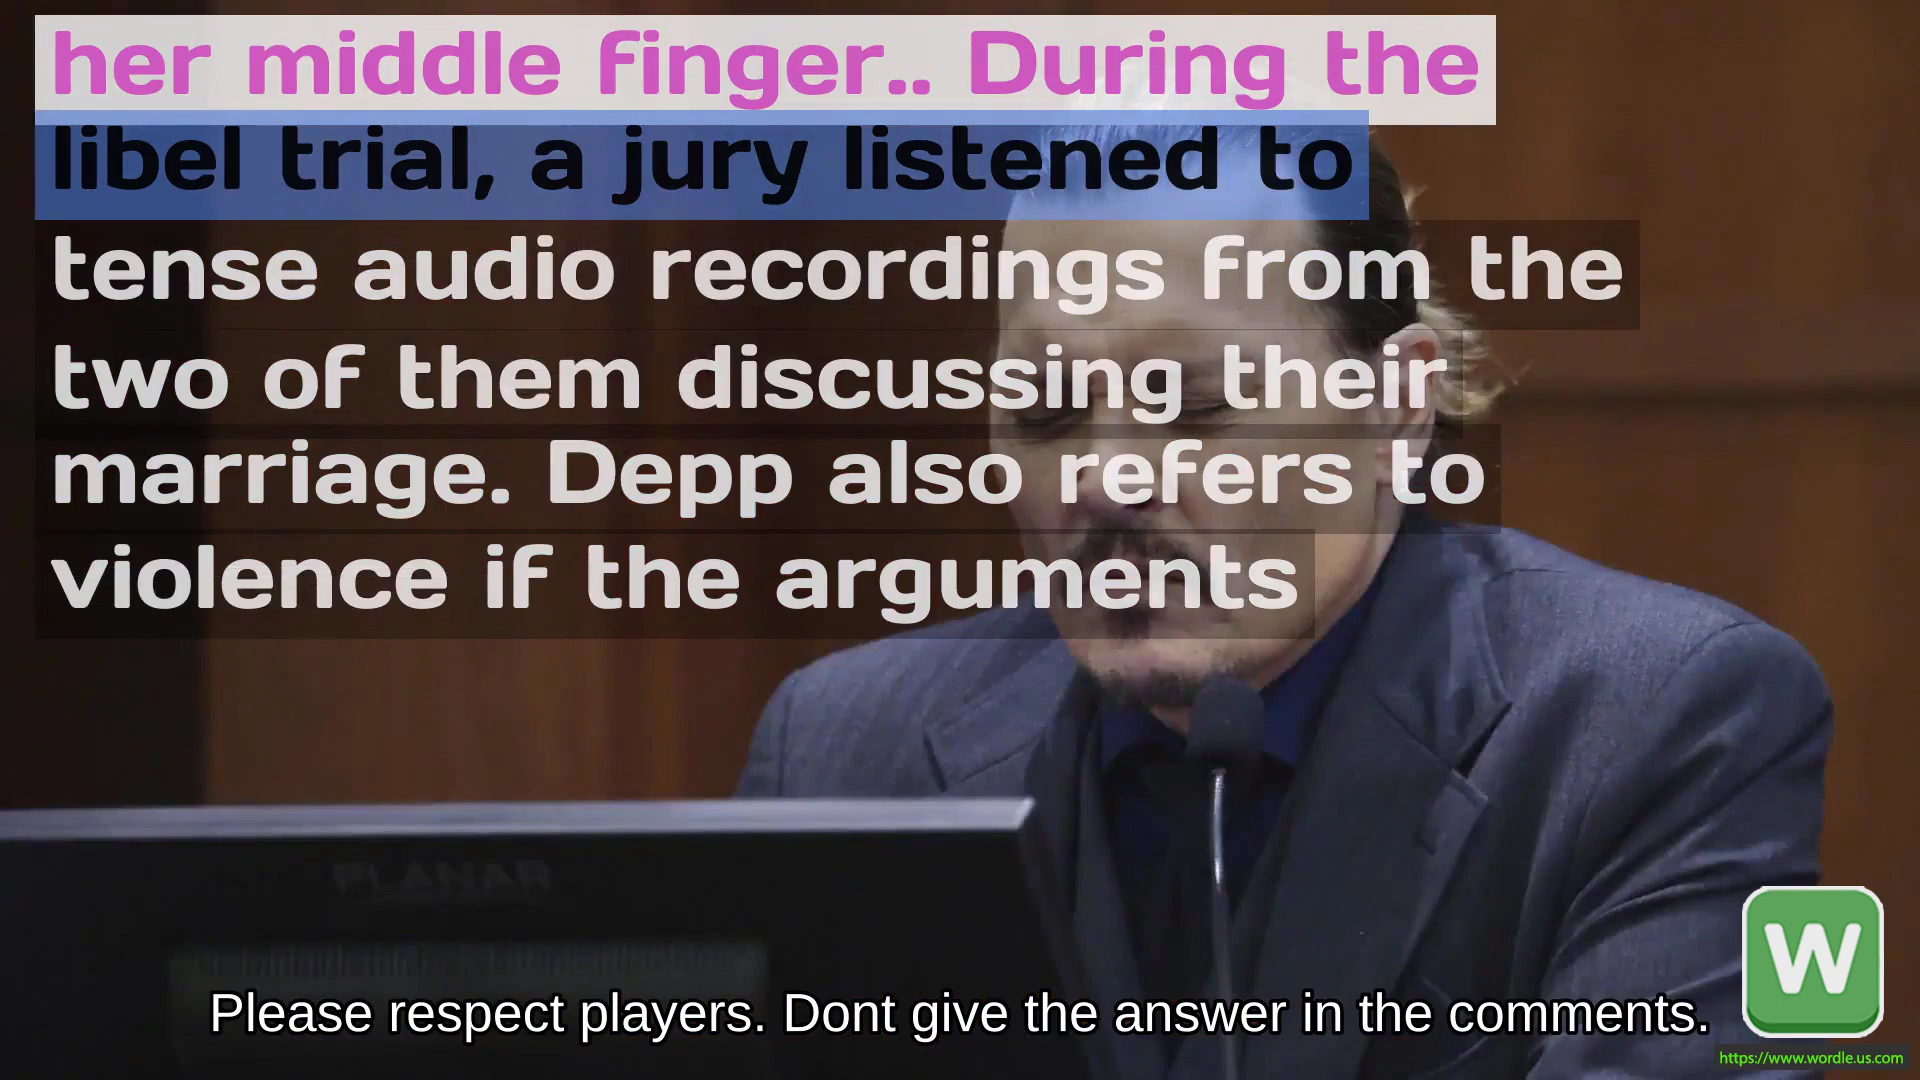 her middle finger.. During the
libel trial, a jury listened to
tense audio recordings from the
two of them discussing their
marriage. Depp also refers to
violence if the arguments
PLANAR
Please respect players. Dont give the answer in the comments.
W
https://www.wordle.us.com